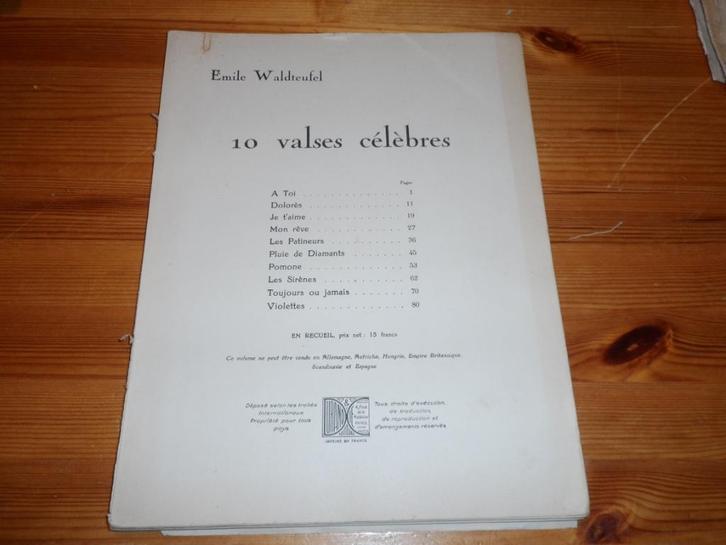 Emile Waldteufel
10 valses célèbres
Pages
A Toi . . . . . . . . . . . . . 1
Dolorès . . . . . . . . . . . . 11
Je t'aime . . . . . . . . . . . 19
Mon rêve . . . . . . . . . . . 27
Les Patineurs . . . . . . . . . 36
Pluie de Diamants . . . . . . 45
Pomone . . . . . . . . . . . . 53
Les Sirènes . . . . . . . . . . 62
Toujours ou jamais . . . . . . . 70
Violettes . . . . . . . . . . . . 80
EN RECUEIL, prix net : 15 francs
Ce volume ne peut être vendu en Allemagne, Autriche, Hongrie, Empire Britannique,
Scandinavie et Espagne
Déposé selon les traités
internationaux
Propriété pour tous
pays
IMPRIMÉ EN FRANCE
Tous droits d'exécution,
de traduction,
de reproduction et
d'arrangements réservés